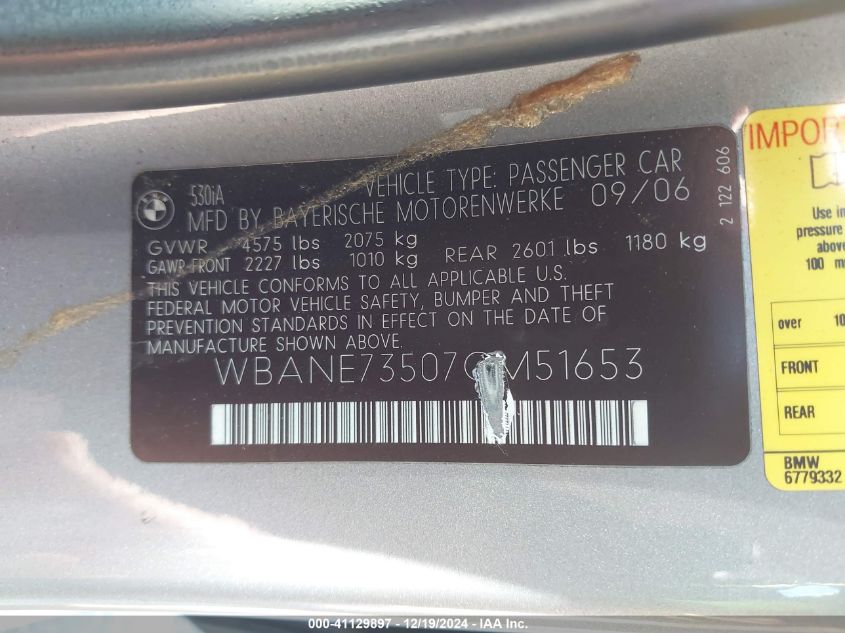 530iA
VEHICLE TYPE: PASSENGER CAR
MFD BY BAYERISCHE MOTORENWERKE 09/06
GVWR 4575 lbs 2075 kg
GAWR FRONT 2227 lbs 1010 kg REAR 2601 lbs 1180 kg
THIS VEHICLE CONFORMS TO ALL APPLICABLE U.S.
FEDERAL MOTOR VEHICLE SAFETY, BUMPER AND THEFT
PREVENTION STANDARDS IN EFFECT ON THE DATE OF
MANUFACTURE SHOWN ABOVE.
WBANE73507CM51653
2 122 606
Use
pressure
above
100
over 10
FRONT
REAR
BMW
6779332
000-41129897 - 12/19/2024 - IAA Inc.